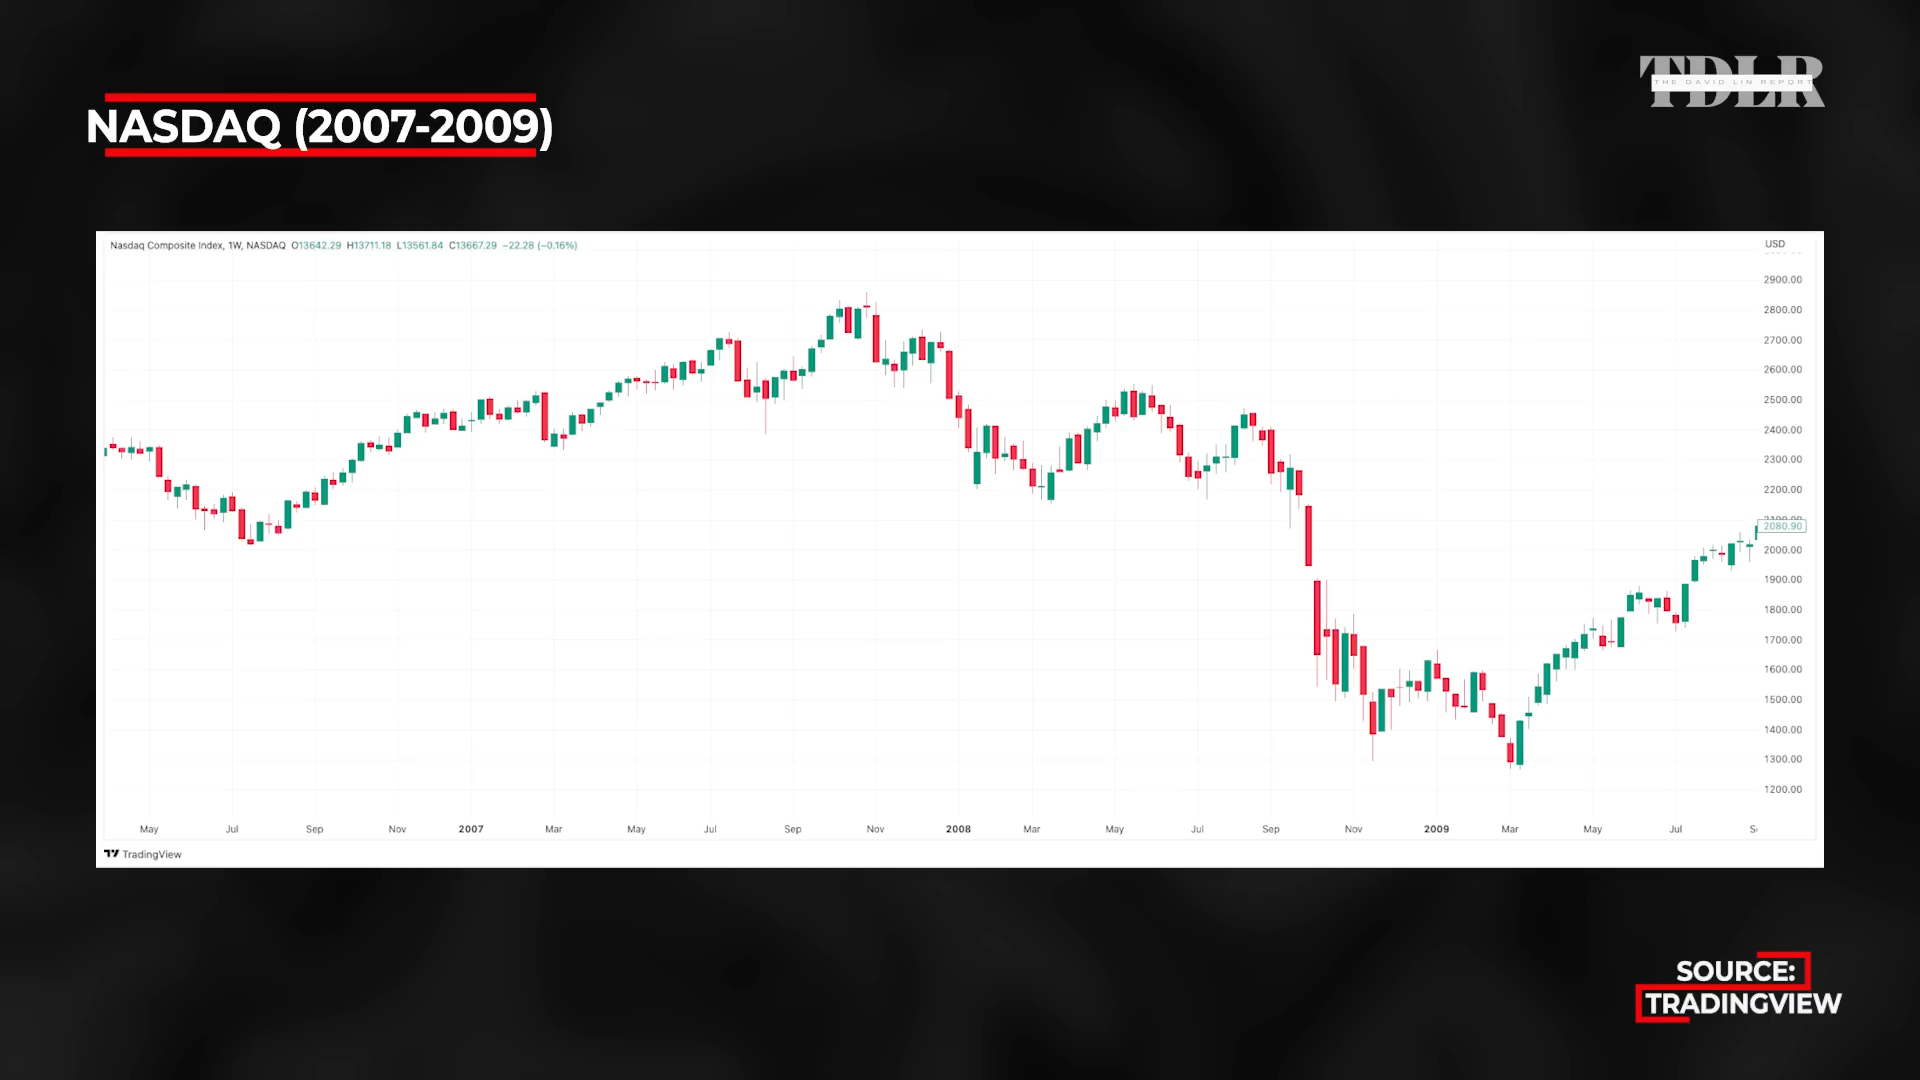 TDLR
THE DAVID LIN REPORT
NASDAQ (2007-2009)
Nasdaq Composite Index, 1W, NASDAQ O13642.29 H13711.18 L13561.84 C13667.29 −22.28 (−0.16%)
USD
2900.00
2800.00
2700.00
2600.00
2500.00
2400.00
2300.00
2200.00
2100.00
2080.90
2000.00
1900.00
1800.00
1700.00
1600.00
1500.00
1400.00
1300.00
1200.00
May Jul Sep Nov 2007 Mar May Jul Sep Nov 2008 Mar May Jul Sep Nov 2009 Mar May Jul
TradingView
SOURCE:
TRADINGVIEW